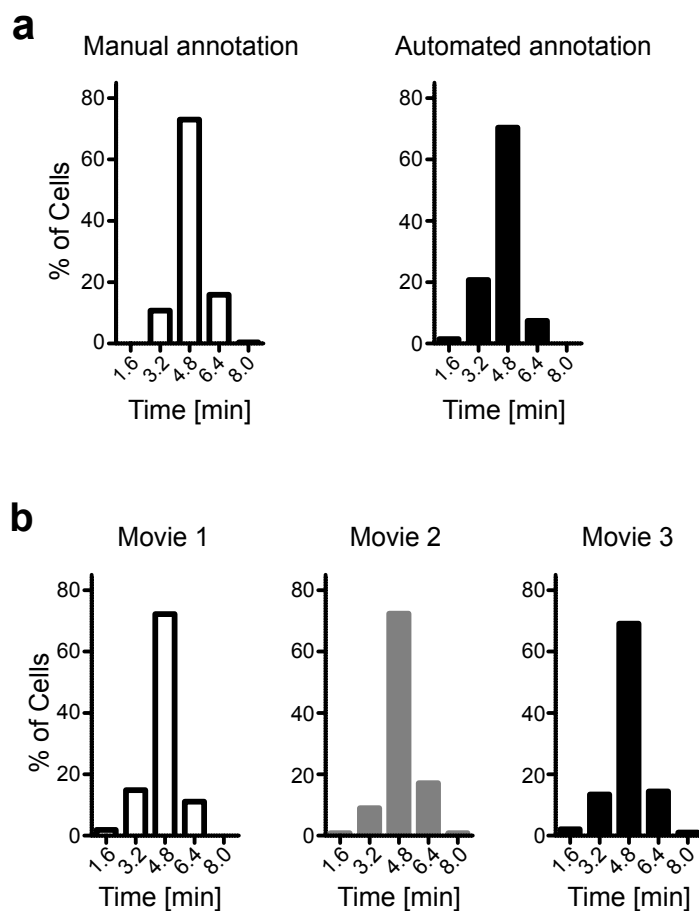 a
Manual annotation
Automated annotation
% of Cells
80
60
40
20
0
1.6 3.2 4.8 6.4 8.0
Time [min]
80
60
40
20
0
1.6 3.2 4.8 6.4 8.0
Time [min]
b
Movie 1
Movie 2
Movie 3
% of Cells
80
60
40
20
0
1.6 3.2 4.8 6.4 8.0
Time [min]
80
60
40
20
0
1.6 3.2 4.8 6.4 8.0
Time [min]
80
60
40
20
0
1.6 3.2 4.8 6.4 8.0
Time [min]